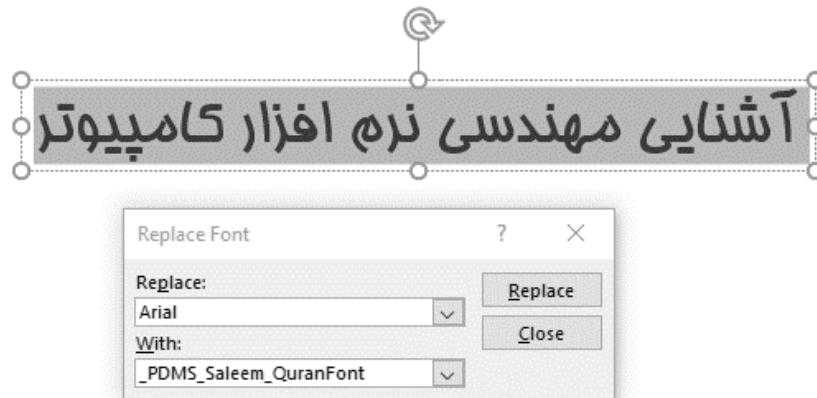 آشنایی مهندسی نرم افزار کامپیوتر
Replace Font ?
Replace:
Arial
Replace
With:
_PDMS_Saleem_QuranFont
Close